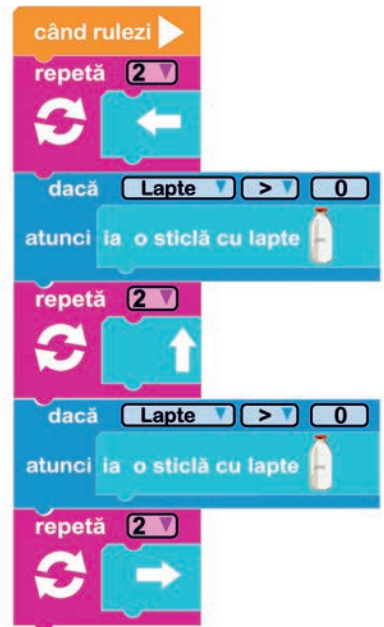 când rulezi
repetă 2
dacă Lapte > 0
atunci ia o sticlă cu lapte
repetă 2
dacă Lapte > 0
atunci ia o sticlă cu lapte
repetă 2